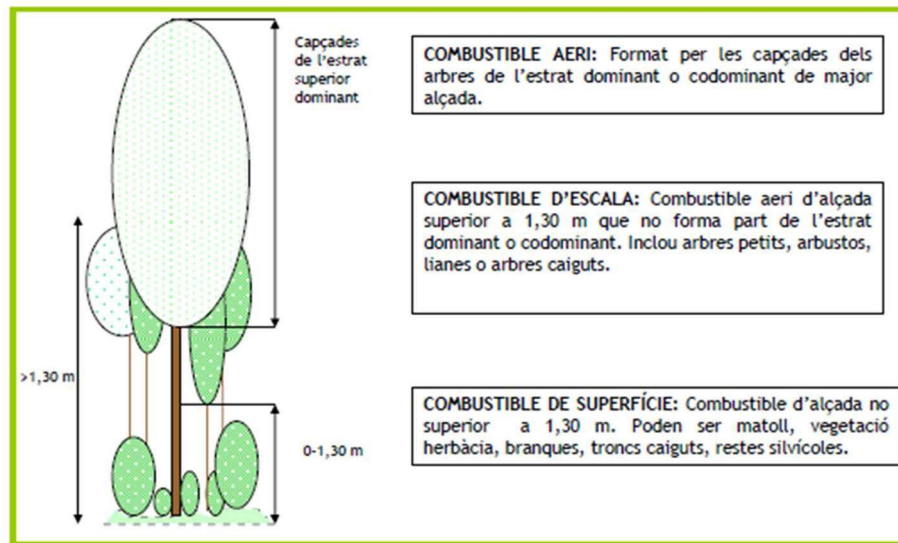 Capçades
de l'estrat
superior
dominant
COMBUSTIBLE AERI: Format per les capçades dels
arbres de l'estrat dominant o codominant de major
alçada.
COMBUSTIBLE D'ESCALA: Combustible aeri d'alçada
superior a 1,30 m que no forma part de l'estrat
dominant o codominant. Inclou arbres petits, arbustos,
lianes o arbres caiguts.
>1,30 m
0-1,30 m
COMBUSTIBLE DE SUPERFÍCIE: Combustible d'alçada no
superior a 1,30 m. Poden ser matoll, vegetació
herbàcia, branques, troncs caiguts, restes silvícoles.